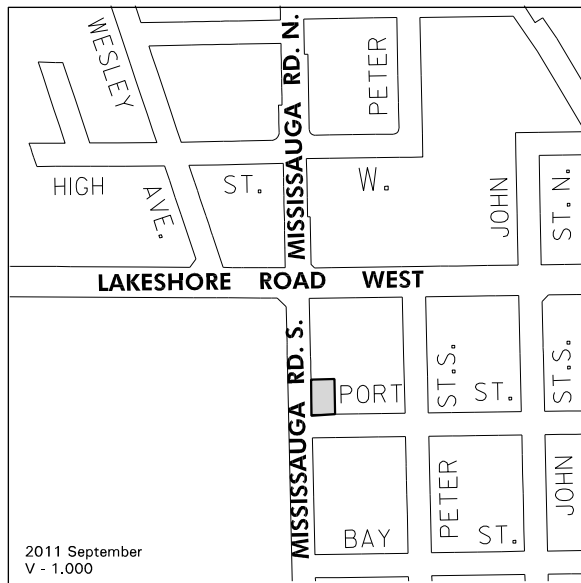 WESLEY
AVE.
MISSISSAUGA RD. N.
PETER
HIGH ST. W.
JOHN
ST. N.
LAKESHORE ROAD WEST
MISSISSAUGA RD. S.
PORT ST.
ST.S.
ST.S.
PETER
JOHN
BAY ST.
2011 September
V - 1.000